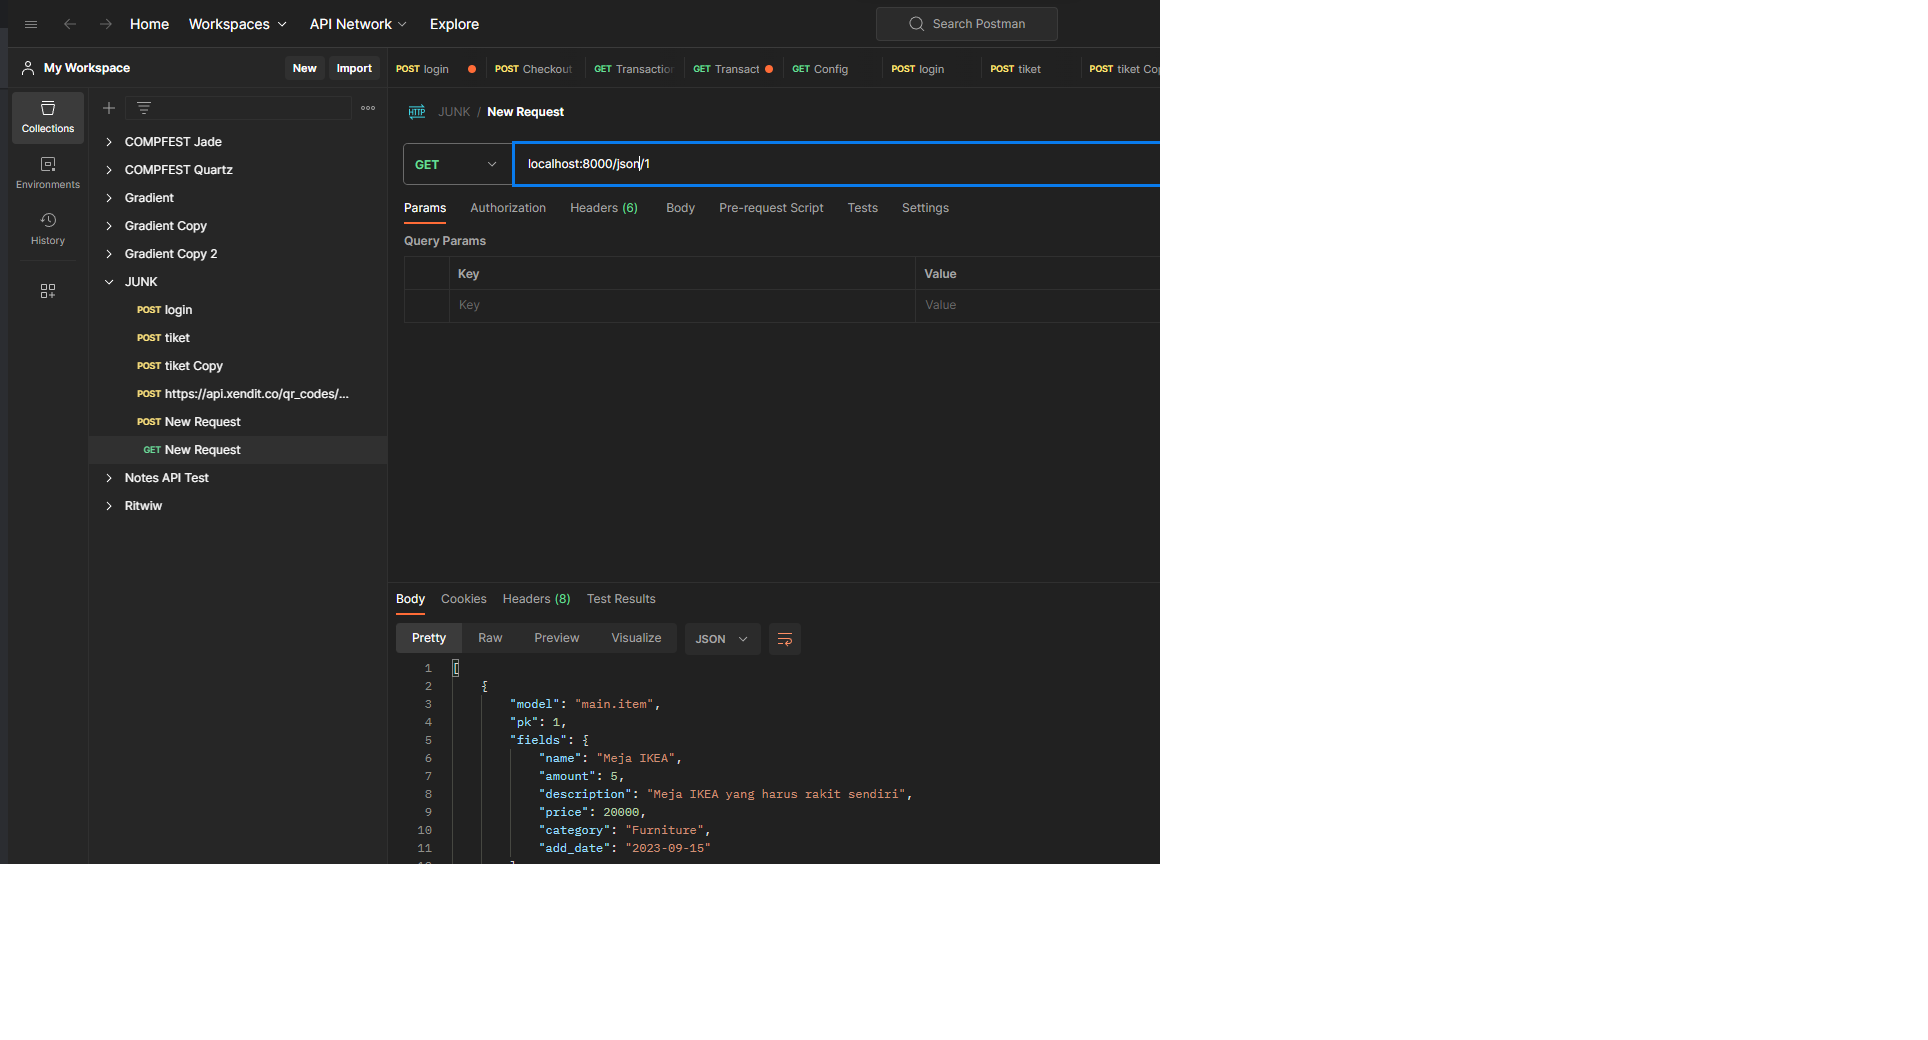 Home Workspaces API Network Explore Search Postman
My Workspace New Import
POST login POST Checkout GET Transaction GET Transact GET Config POST login POST tiket POST tiket Cop
Collections
Environments
History
COMPFEST Jade
COMPFEST Quartz
Gradient
Gradient Copy
Gradient Copy 2
JUNK
POST login
POST tiket
POST tiket Copy
POST https://api.xendit.co/qr_codes/...
POST New Request
GET New Request
Notes API Test
Ritwiw
HTTP JUNK / New Request
GET localhost:8000/json/1
Params Authorization Headers (6) Body Pre-request Script Tests Settings
Query Params
Key Value
Key Value
Body Cookies Headers (8) Test Results
Pretty Raw Preview Visualize JSON
1 [
2 {
3 "model": "main.item",
4 "pk": 1,
5 "fields": {
6 "name": "Meja IKEA",
7 "amount": 5,
8 "description": "Meja IKEA yang harus rakit sendiri",
9 "price": 20000,
10 "category": "Furniture",
11 "add_date": "2023-09-15"